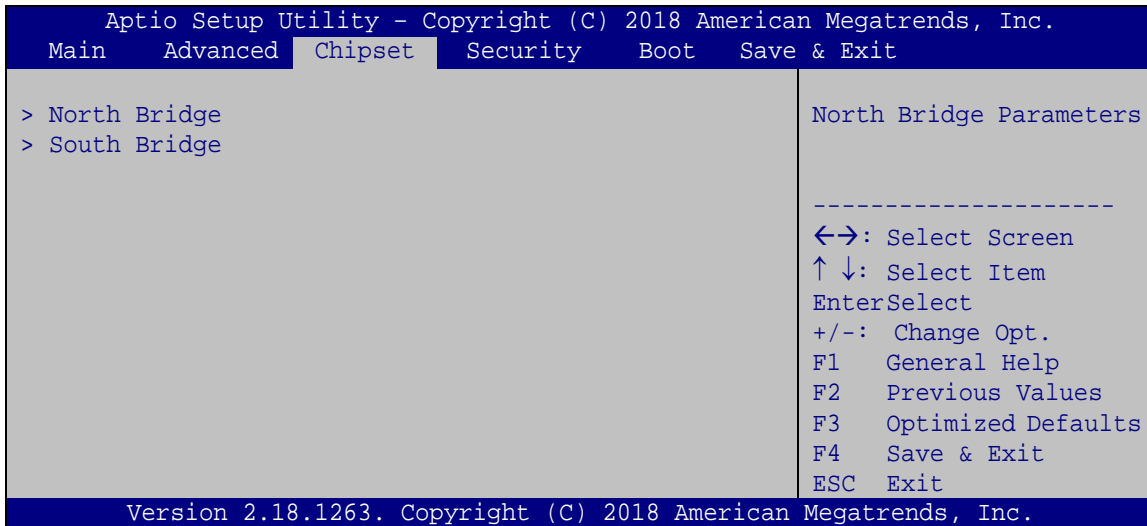 Aptio Setup Utility – Copyright (C) 2018 American Megatrends, Inc.
Main Advanced Chipset Security Boot Save & Exit
> North Bridge
> South Bridge
North Bridge Parameters
---------------------
←→: Select Screen
↑ ↓: Select Item
EnterSelect
+/-: Change Opt.
F1 General Help
F2 Previous Values
F3 Optimized Defaults
F4 Save & Exit
ESC Exit
Version 2.18.1263. Copyright (C) 2018 American Megatrends, Inc.